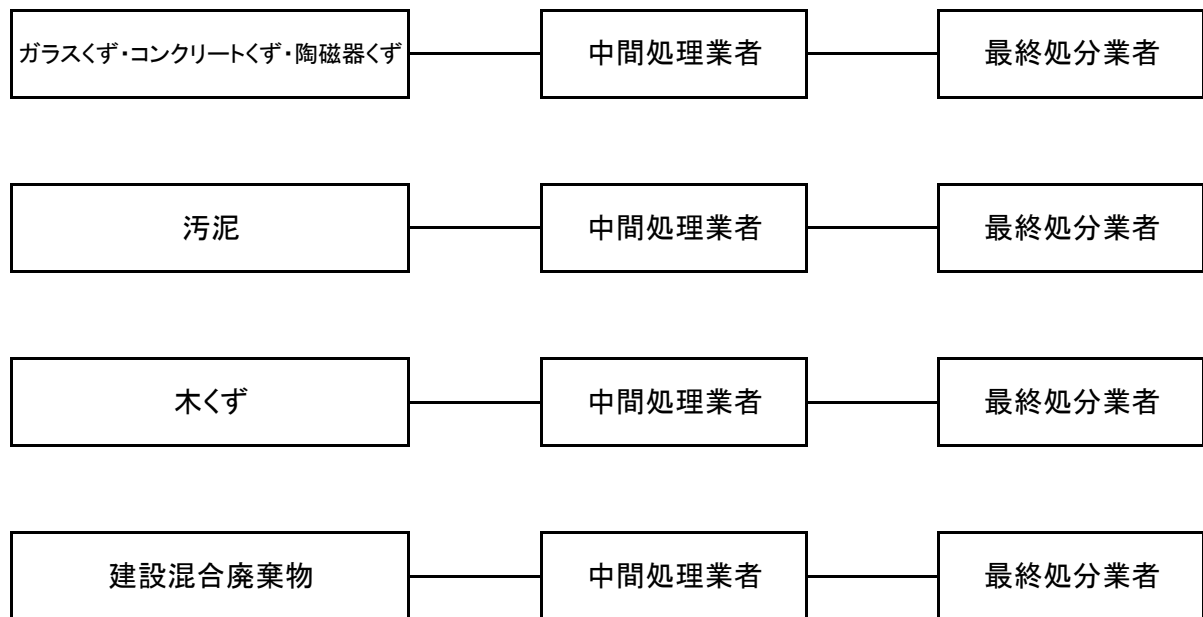 ガラスくず・コンクリートくず・陶磁器くず 中間処理業者 最終処分業者
汚泥 中間処理業者 最終処分業者
木くず 中間処理業者 最終処分業者
建設混合廃棄物 中間処理業者 最終処分業者